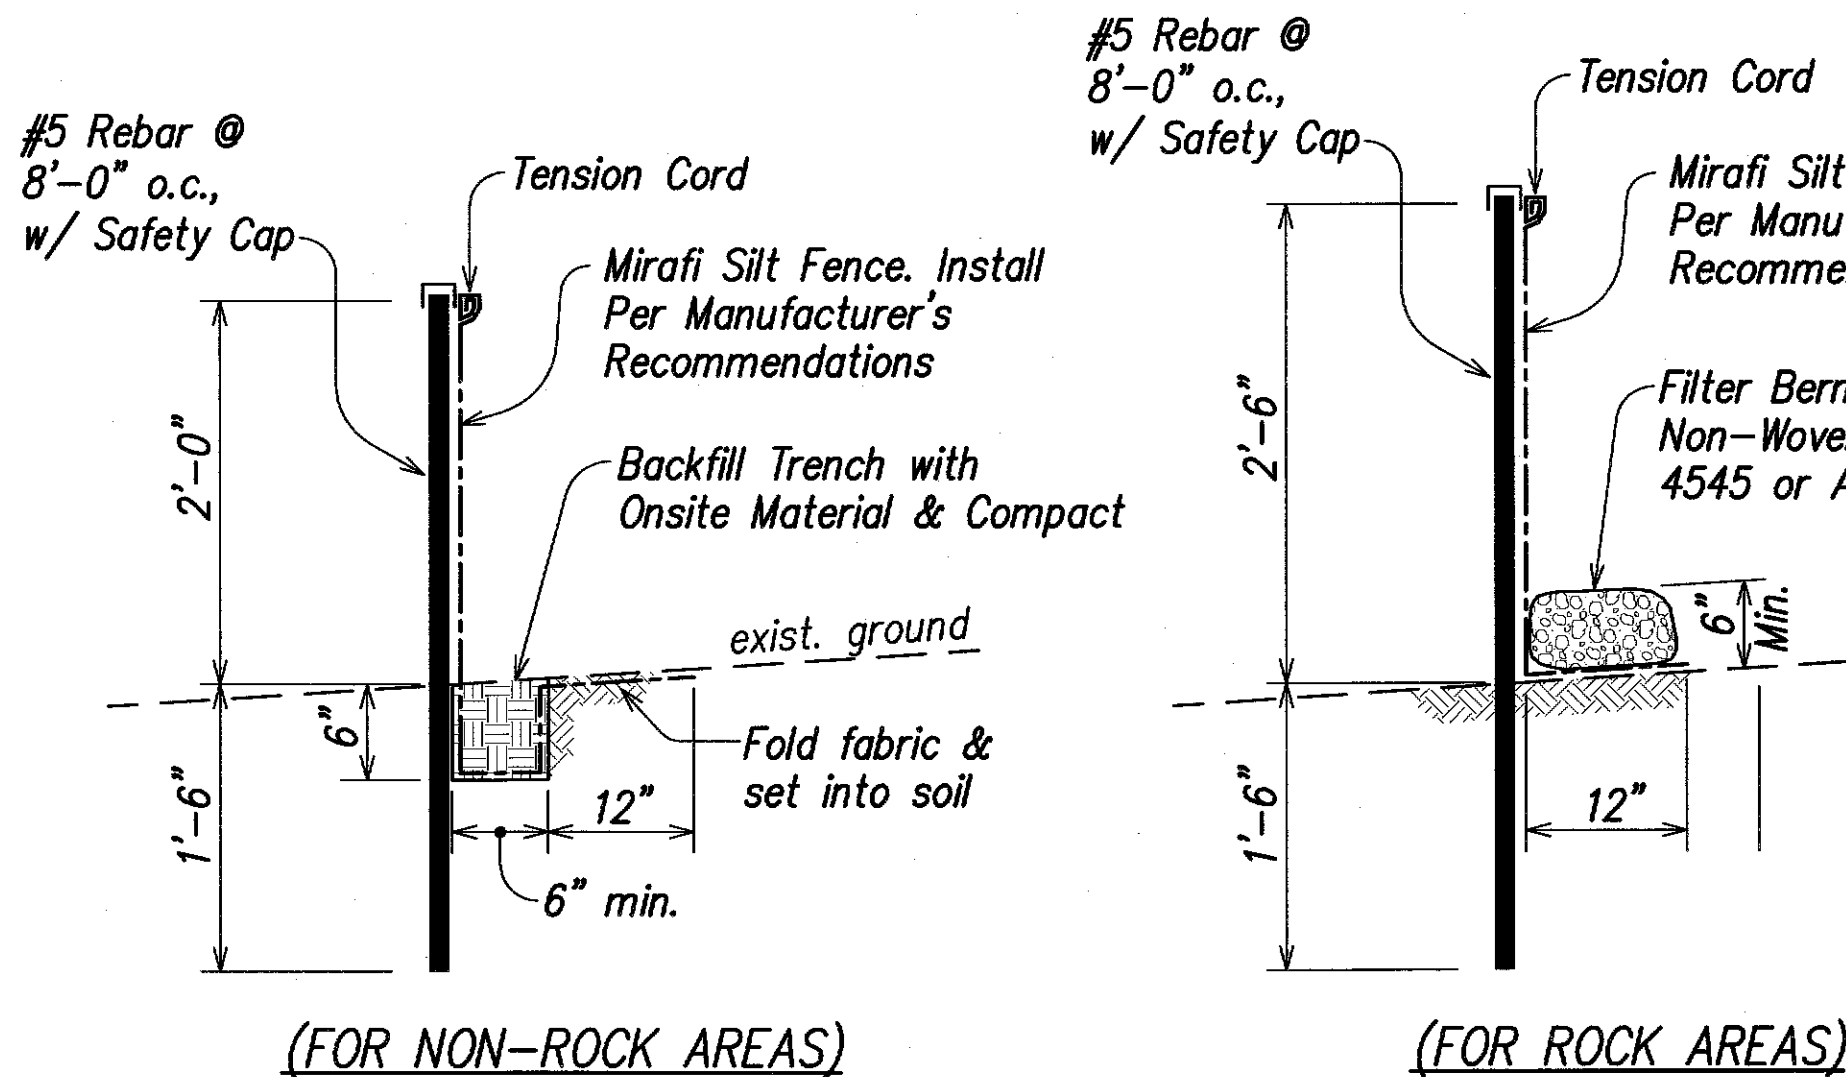 #5 Rebar @
8'-0" o.c.,
w/ Safety Cap
Tension Cord
Mirafi Silt Fence. Install
Per Manufacturer's
Recommendations
2'-0"
Backfill Trench with
Onsite Material & Compact
exist. ground
6"
1'-6"
Fold fabric &
set into soil
12"
6" min.
(FOR NON-ROCK AREAS)
#5 Rebar @
8'-0" o.c.,
w/ Safety Cap
Tension Cord
Mirafi Silt
Per Manu
Recomme
2'-6"
Filter Berm
Non-Wove
4545 or A
6"
Min.
1'-6"
12"
(FOR ROCK AREAS)